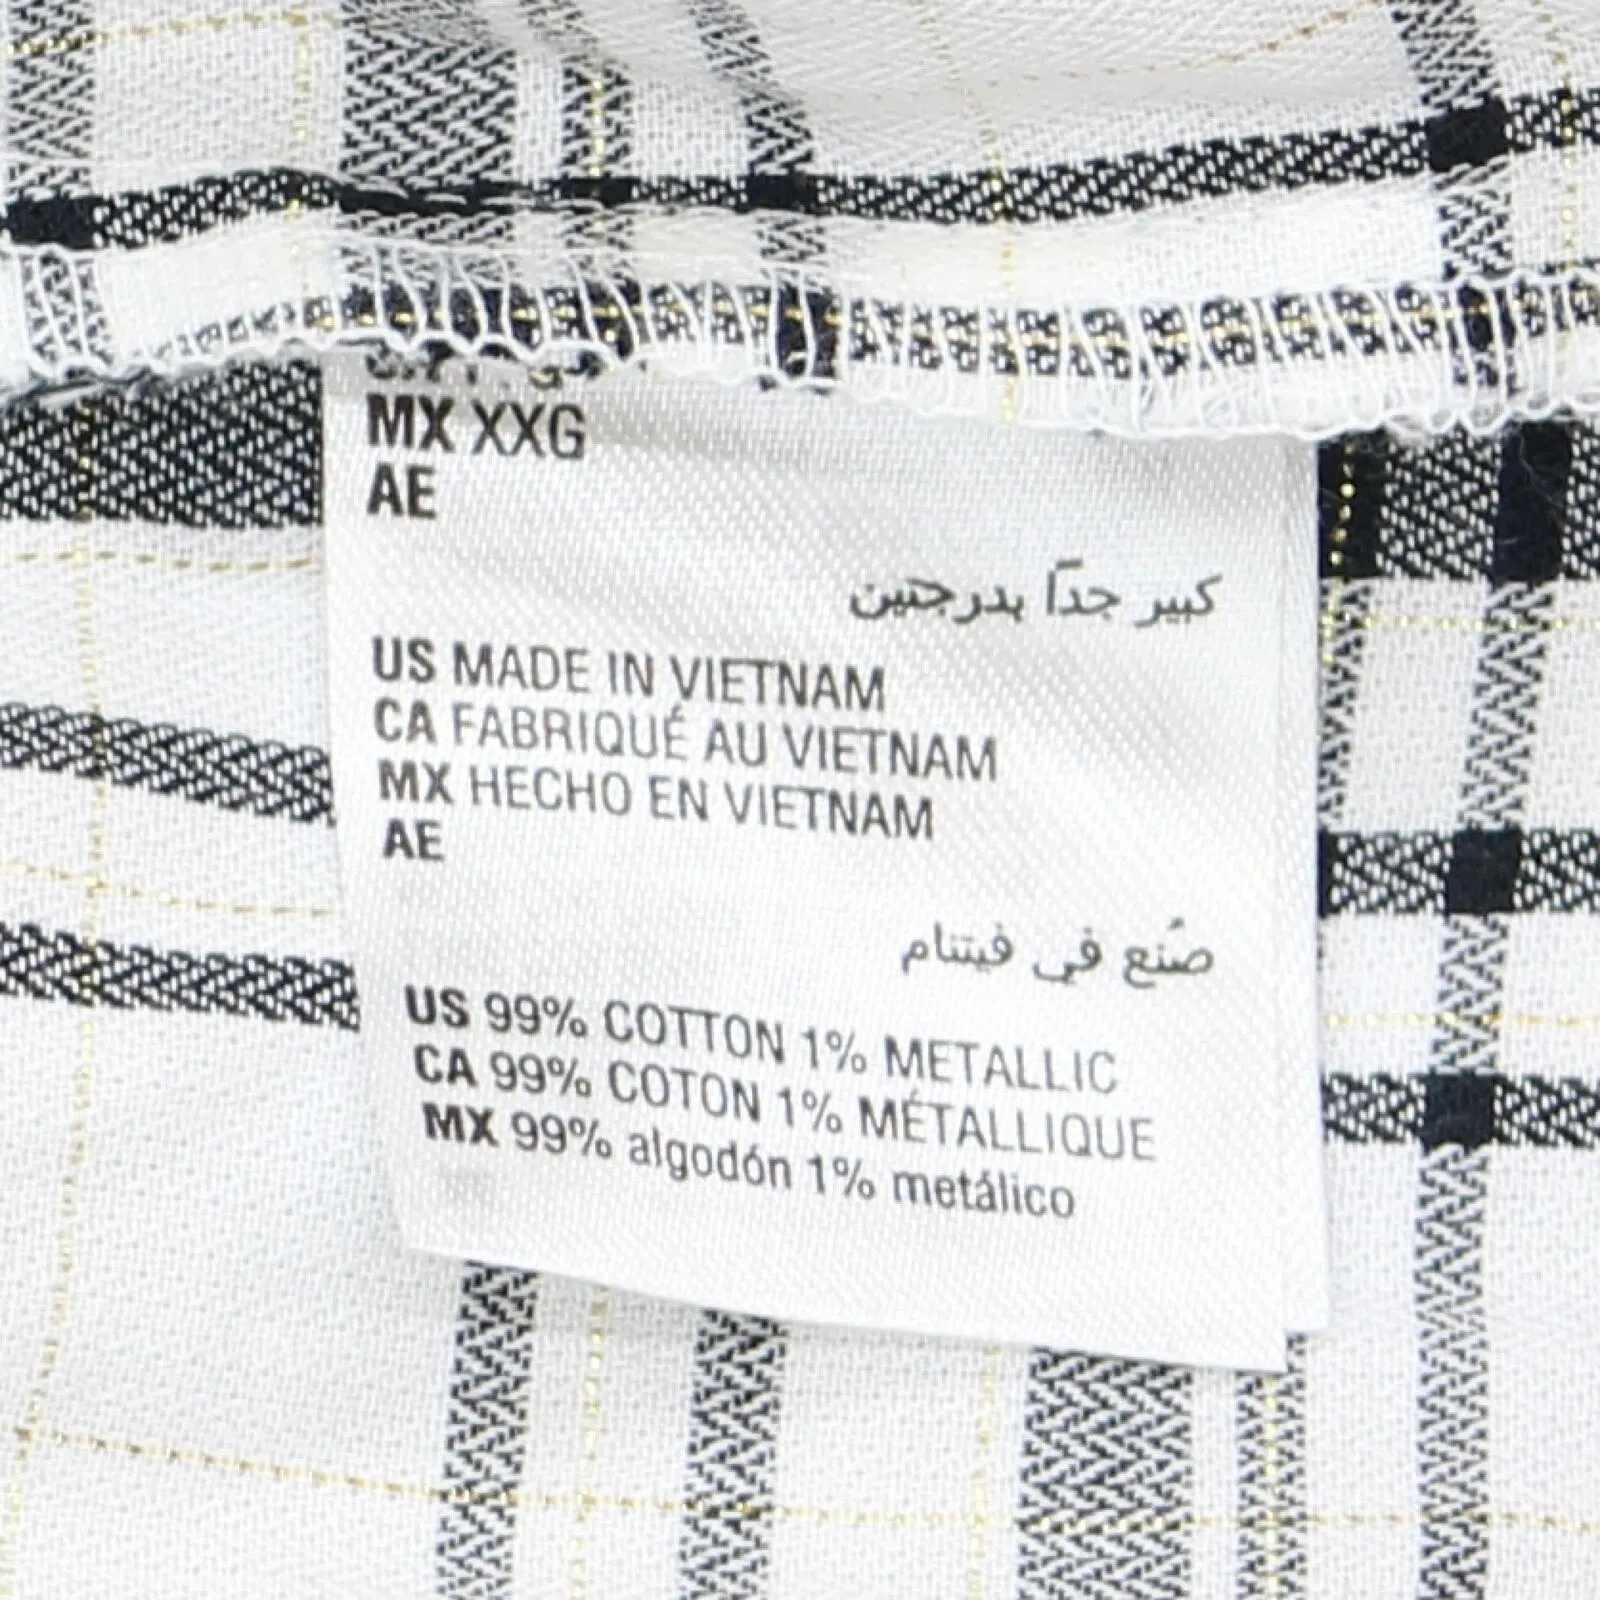 MX XXG
AE
كبير جداً بدرجتين
US MADE IN VIETNAM
CA FABRIQUÉ AU VIETNAM
MX HECHO EN VIETNAM
AE
صُنع في فيتنام
US 99% COTTON 1% METALLIC
CA 99% COTON 1% MÉTALLIQUE
MX 99% algodón 1% metálico